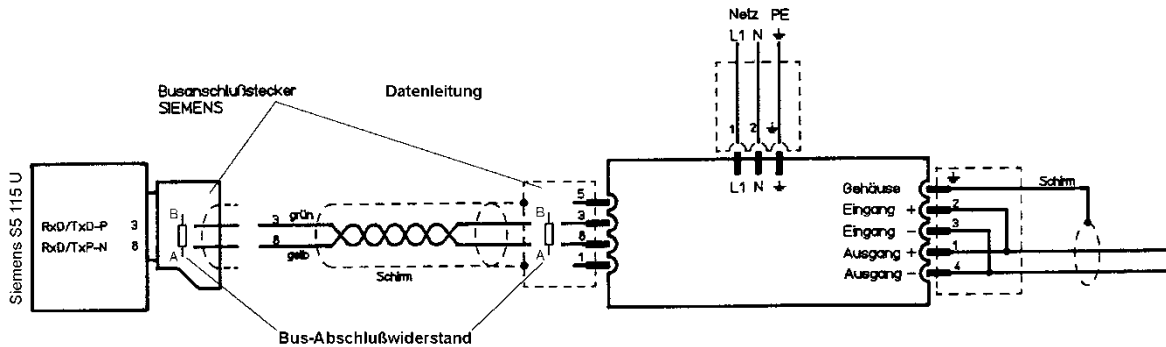 Netz PE
L1 N ⏚
Busanschlußstecker
SIEMENS
Datenleitung
1 2 ⏚
L1 N ⏚
Siemens S5 115 U
RxD/TxD-P 3
RxD/TxP-N 8
B
A
3 grün
8 gelb
Schirm
B
A
5
3
8
1
Gehäuse ⏚
Eingang + 2
Eingang - 3
Ausgang + 1
Ausgang - 4
Schirm
Bus-Abschlußwiderstand